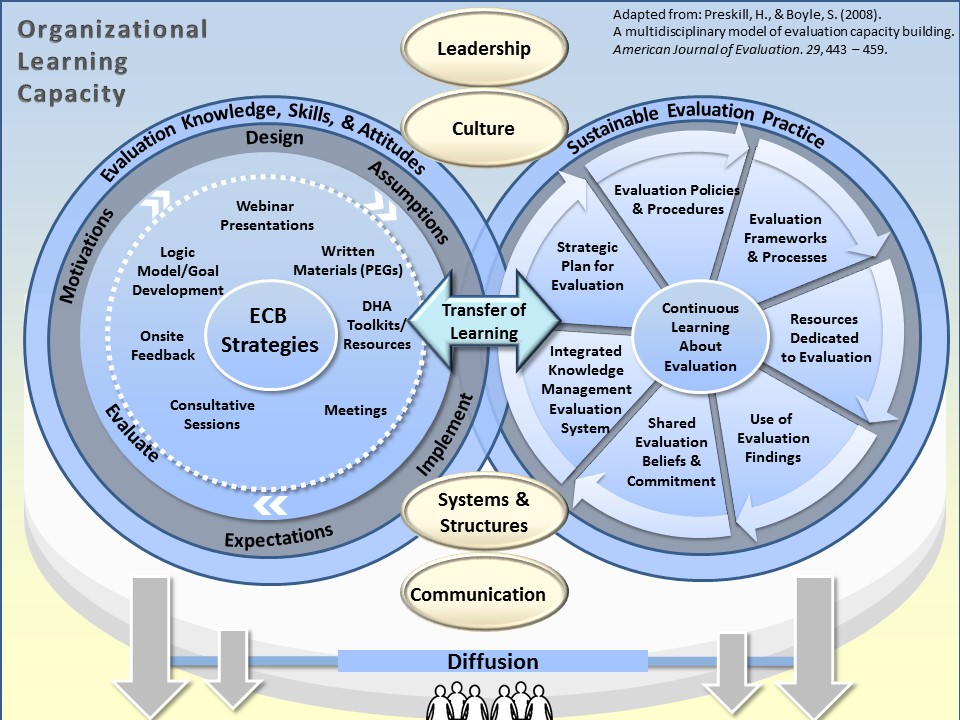 Organizational
Learning
Capacity
Adapted from: Preskill, H., & Boyle, S. (2008).
A multidisciplinary model of evaluation capacity building.
American Journal of Evaluation. 29, 443 – 459.
Leadership
Culture
Evaluation Knowledge, Skills, & Attitudes
Design
Assumptions
Motivations
Webinar
Presentations
Logic
Model/Goal
Development
Written
Materials (PEGs)
ECB
Strategies
DHA
Toolkits/
Resources
Onsite
Feedback
Consultative
Sessions
Meetings
Evaluate
Implement
Expectations
Transfer of
Learning
Sustainable Evaluation Practice
Evaluation Policies
& Procedures
Evaluation
Frameworks
& Processes
Strategic
Plan for
Evaluation
Continuous
Learning
About
Evaluation
Resources
Dedicated
to Evaluation
Integrated
Knowledge
Management
Evaluation
System
Shared
Evaluation
Beliefs &
Commitment
Use of
Evaluation
Findings
Systems &
Structures
Communication
Diffusion